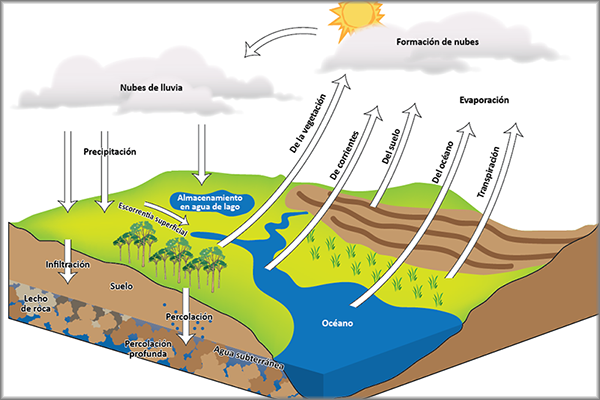 Formación de nubes
Nubes de lluvia
Evaporación
De la vegetación
De corrientes
Del suelo
Del océano
Transpiración
Precipitación
Almacenamiento
en agua de lago
Escorrentía superficial
Infiltración
Suelo
Lecho
de roca
Percolación
Océano
Percolación
profunda
Agua subterránea